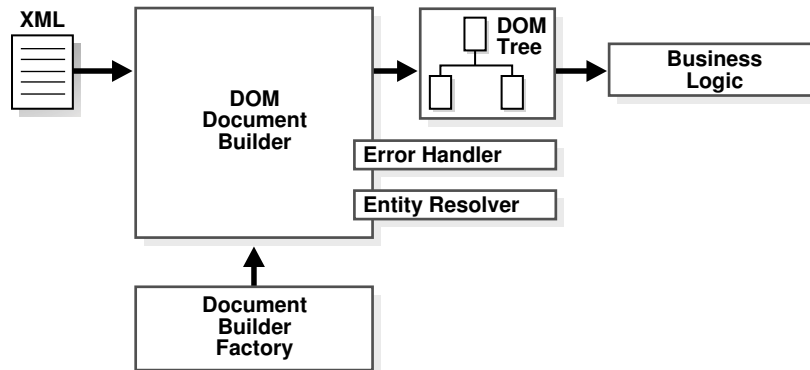 XML
DOM
Document
Builder
DOM
Tree
Business
Logic
Error Handler
Entity Resolver
Document
Builder
Factory